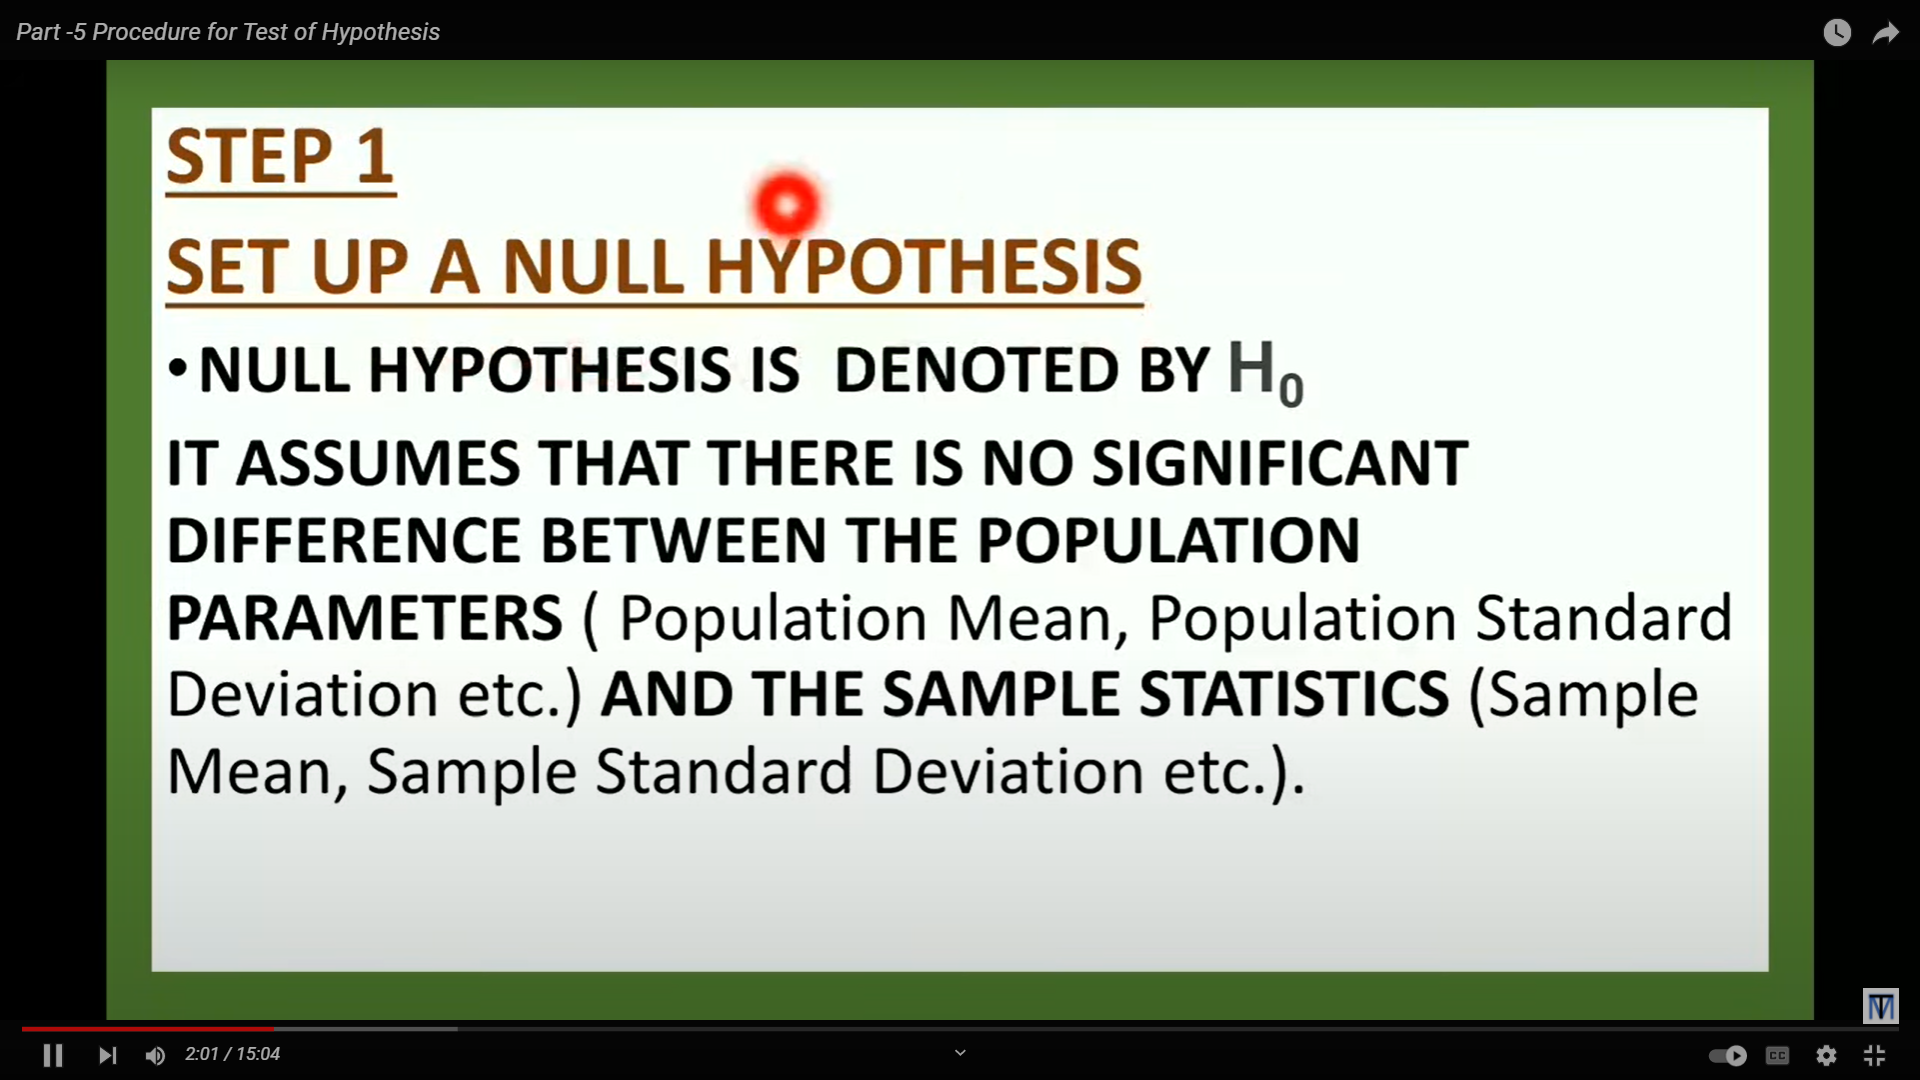 Part -5 Procedure for Test of Hypothesis
STEP 1
SET UP A NULL HYPOTHESIS
• NULL HYPOTHESIS IS DENOTED BY H₀
IT ASSUMES THAT THERE IS NO SIGNIFICANT
DIFFERENCE BETWEEN THE POPULATION
PARAMETERS ( Population Mean, Population Standard
Deviation etc.) AND THE SAMPLE STATISTICS (Sample
Mean, Sample Standard Deviation etc.).
2:01 / 15:04
CC